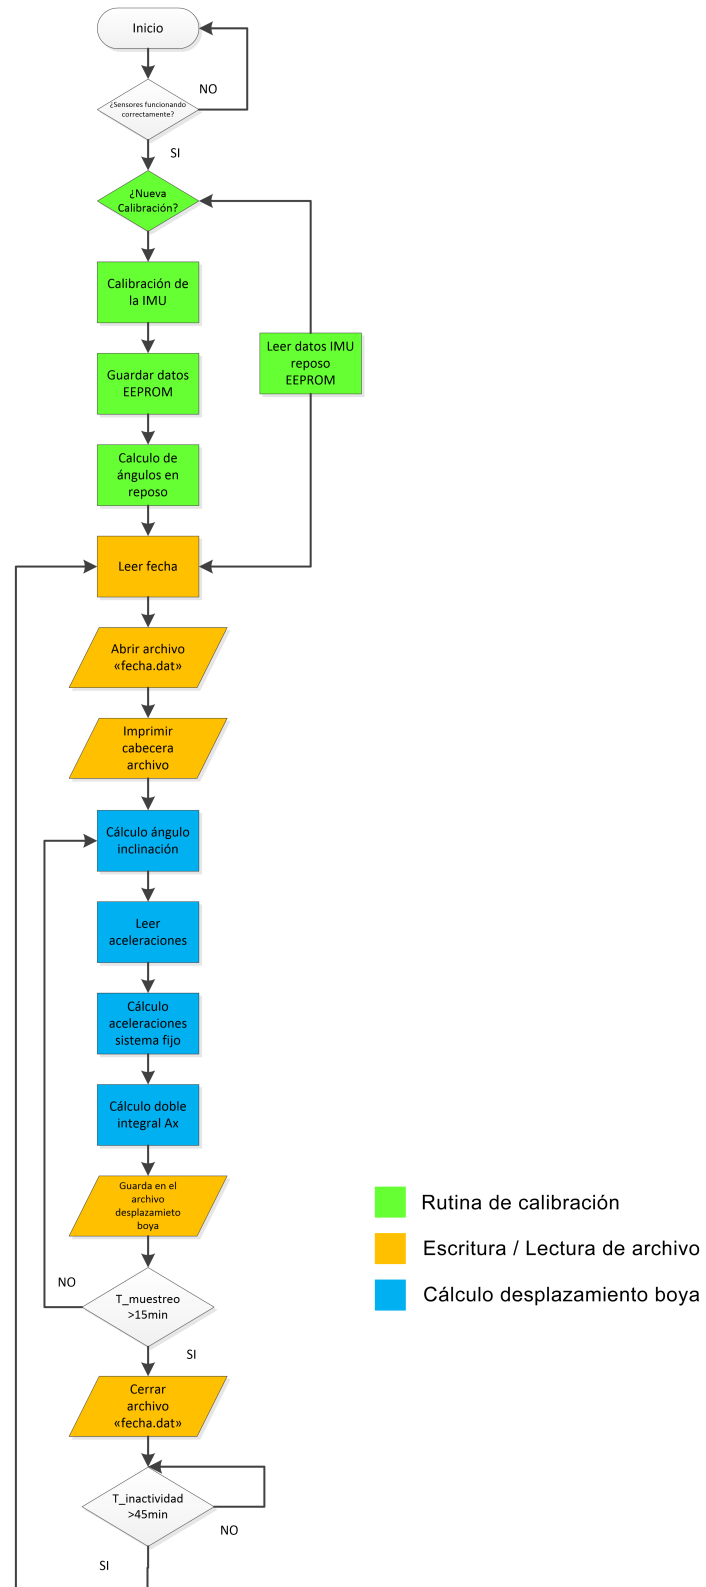 Inicio
¿Sensores funcionando
correctamente?
NO
SI
¿Nueva
Calibración?
Calibración de
la IMU
Leer datos IMU
reposo
EEPROM
Guardar datos
EEPROM
Calculo de
ángulos en
reposo
Leer fecha
Abrir archivo
«fecha.dat»
Imprimir
cabecera
archivo
Cálculo ángulo
inclinación
Leer
aceleraciones
Cálculo
aceleraciones
sistema fijo
Cálculo doble
integral Ax
Guarda en el
archivo
desplazamieto
boya
NO
T_muestreo
>15min
SI
Cerrar
archivo
«fecha.dat»
T_inactividad
>45min
NO
SI
Rutina de calibración
Escritura / Lectura de archivo
Cálculo desplazamiento boya